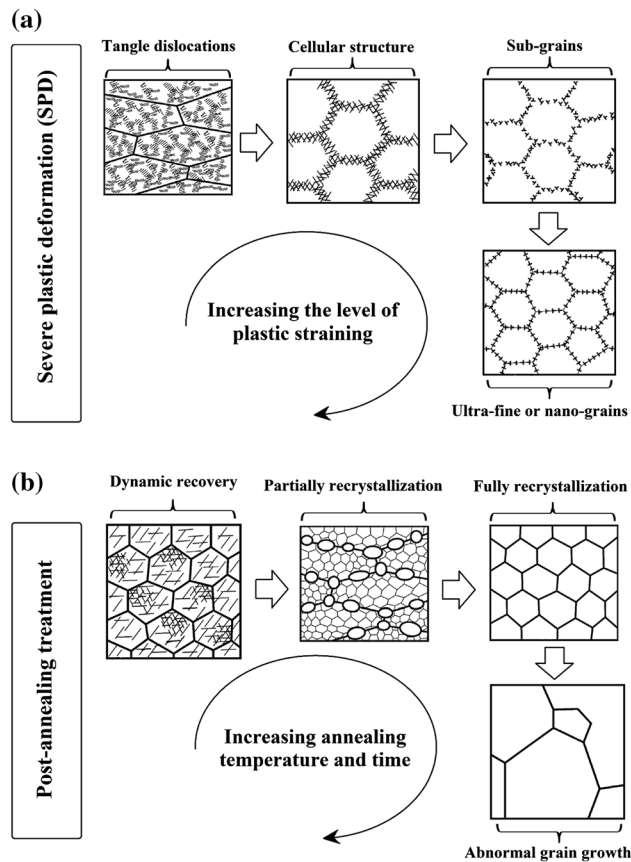 (a)
Severe plastic deformation (SPD)
Tangle dislocations
Cellular structure
Sub-grains
Increasing the level of
plastic straining
Ultra-fine or nano-grains
(b)
Post-annealing treatment
Dynamic recovery
Partially recrystallization
Fully recrystallization
Increasing annealing
temperature and time
Abnormal grain growth